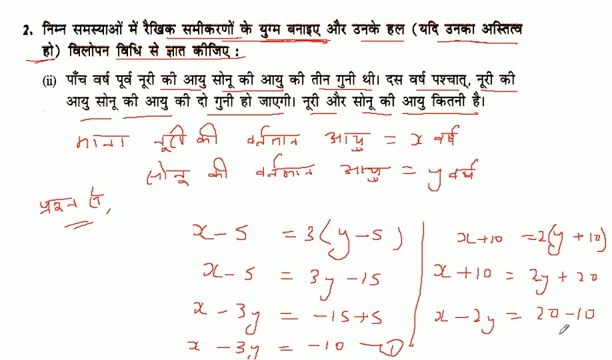 2. निम्न समस्याओं में रैखिक समीकरणों के युग्म बनाइए और उनके हल (यदि उनका अस्तित्व
हो) विलोपन विधि से ज्ञात कीजिए :
(ii) पाँच वर्ष पूर्व नूरी की आयु सोनू की आयु की तीन गुनी थी। दस वर्ष पश्चात्, नूरी की
आयु सोनू की आयु की दो गुनी हो जाएगी। नूरी और सोनू की आयु कितनी है।
माना नूरी की वर्तमान आयु = x वर्ष
सोनू की वर्तमान आयु = y वर्ष
प्रश्न से,
x - 5 = 3(y - 5)
x - 5 = 3y - 15
x - 3y = -15 + 5
x - 3y = -10 - ①
x + 10 = 2(y + 10)
x + 10 = 2y + 20
x - 2y = 20 - 10